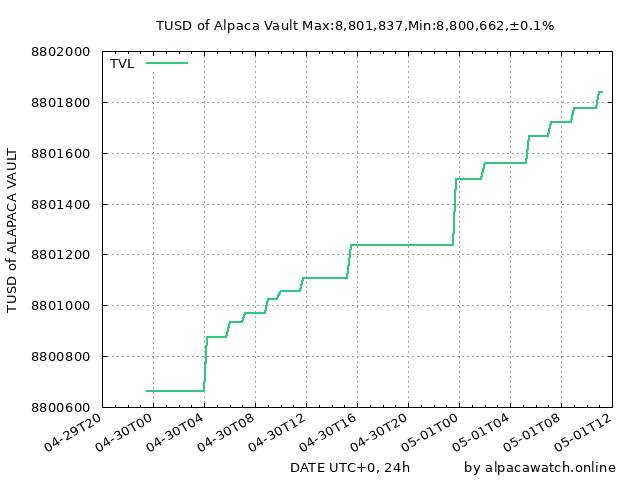 TUSD of Alpaca Vault Max:8,801,837,Min:8,800,662,±0.1%
TVL
8802000
8801800
8801600
8801400
8801200
8801000
8800800
8800600
TUSD of ALAPACA VAULT
04-29T20
04-30T00
04-30T04
04-30T08
04-30T12
04-30T16
04-30T20
05-01T00
05-01T04
05-01T08
05-01T12
DATE UTC+0, 24h
by alpacawatch.online